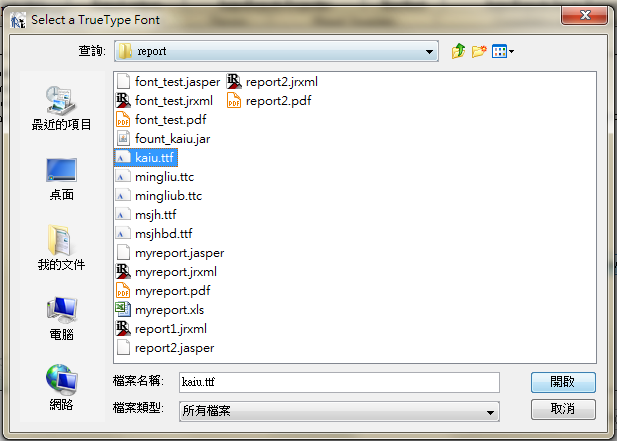 Select a TrueType Font
查詢:
report
最近的項目
桌面
我的文件
電腦
網路
font_test.jasper
font_test.jrxml
font_test.pdf
fount_kaiu.jar
kaiu.ttf
mingliu.ttc
mingliub.ttc
msjh.ttf
msjhbd.ttf
myreport.jasper
myreport.jrxml
myreport.pdf
myreport.xls
report1.jrxml
report2.jasper
report2.jrxml
report2.pdf
檔案名稱:
kaiu.ttf
開啟
檔案類型:
所有檔案
取消